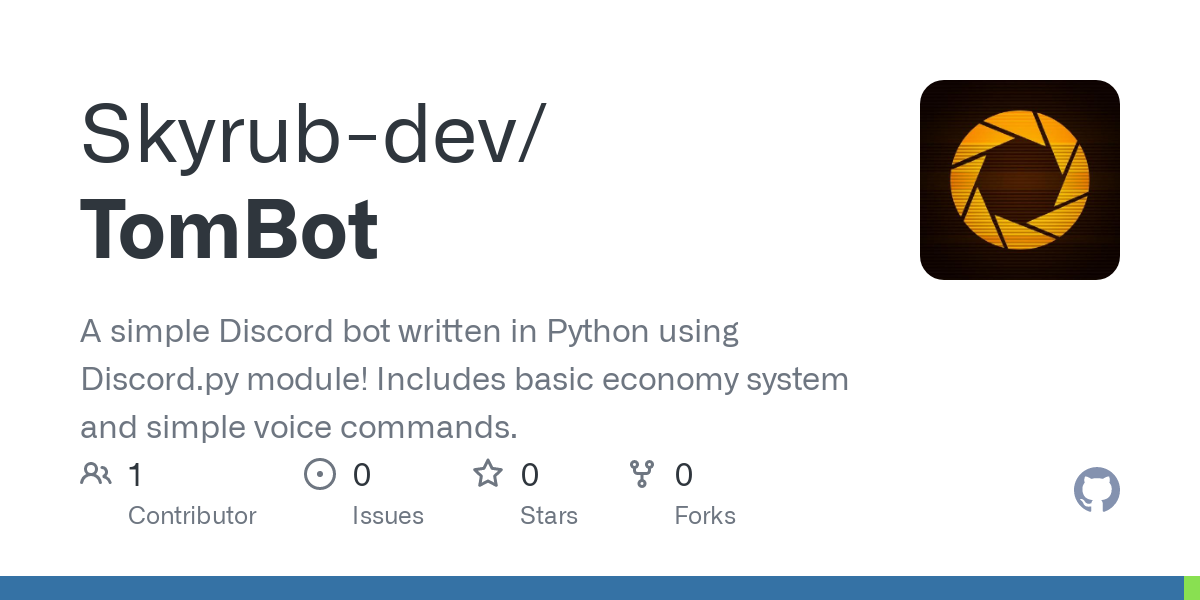 Skyrub-dev/
TomBot
A simple Discord bot written in Python using
Discord.py module! Includes basic economy system
and simple voice commands.
1 0 0 0
Contributor Issues Stars Forks